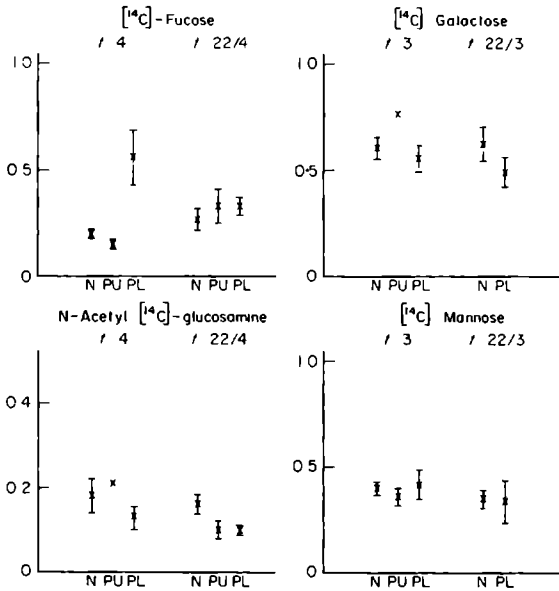 [¹⁴C]-Fucose
t 4 t 22/4
1 0
0 5
0
N PU PL N PU PL
[¹⁴C] Galactose
t 3 t 22/3
1 0
0 5
0
N PU PL N PL
N-Acetyl [¹⁴C]-glucosamine
t 4 t 22/4
0 4
0 2
0
N PU PL N PU PL
[¹⁴C] Mannose
t 3 t 22/3
1 0
0 5
0
N PU PL N PL